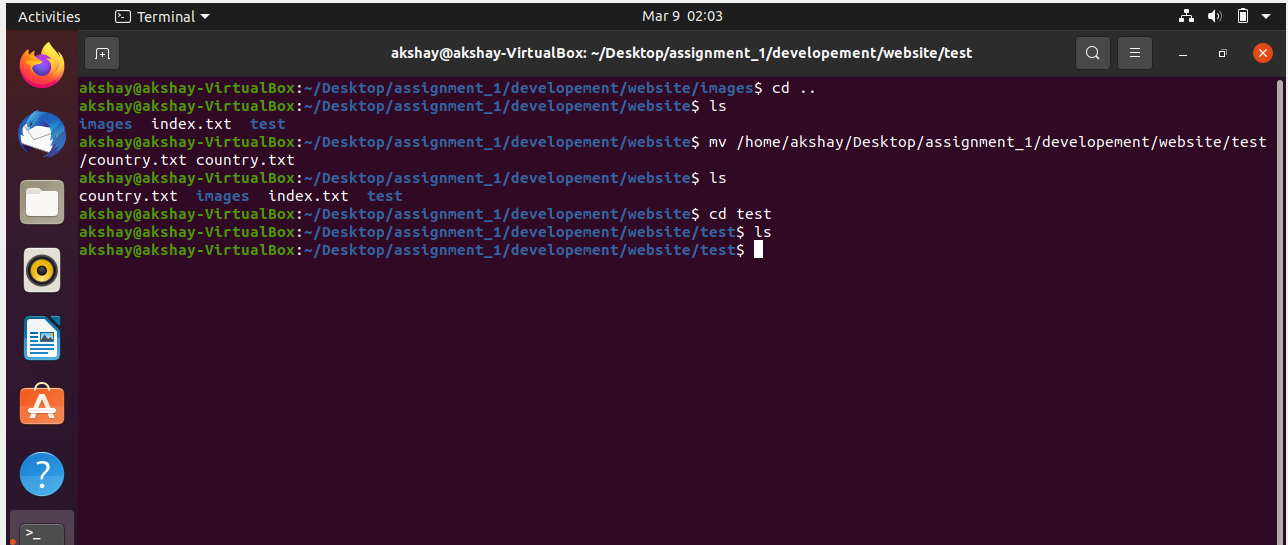 Activities Terminal Mar 9 02:03
akshay@akshay-VirtualBox: ~/Desktop/assignment_1/developement/website/test
akshay@akshay-VirtualBox:~/Desktop/assignment_1/developement/website/images$ cd ..
akshay@akshay-VirtualBox:~/Desktop/assignment_1/developement/website$ ls
images index.txt test
akshay@akshay-VirtualBox:~/Desktop/assignment_1/developement/website$ mv /home/akshay/Desktop/assignment_1/developement/website/test
/country.txt country.txt
akshay@akshay-VirtualBox:~/Desktop/assignment_1/developement/website$ ls
country.txt images index.txt test
akshay@akshay-VirtualBox:~/Desktop/assignment_1/developement/website$ cd test
akshay@akshay-VirtualBox:~/Desktop/assignment_1/developement/website/test$ ls
akshay@akshay-VirtualBox:~/Desktop/assignment_1/developement/website/test$